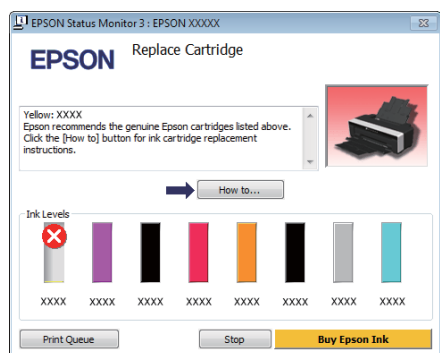 EPSON Status Monitor 3 : EPSON XXXXX
EPSON
Replace Cartridge
Yellow: XXXX
Epson recommends the genuine Epson cartridges listed above.
Click the [How to] button for ink cartridge replacement
instructions.
How to...
Ink Levels
XXXX XXXX XXXX XXXX XXXX XXXX XXXX XXXX
Print Queue Stop Buy Epson Ink